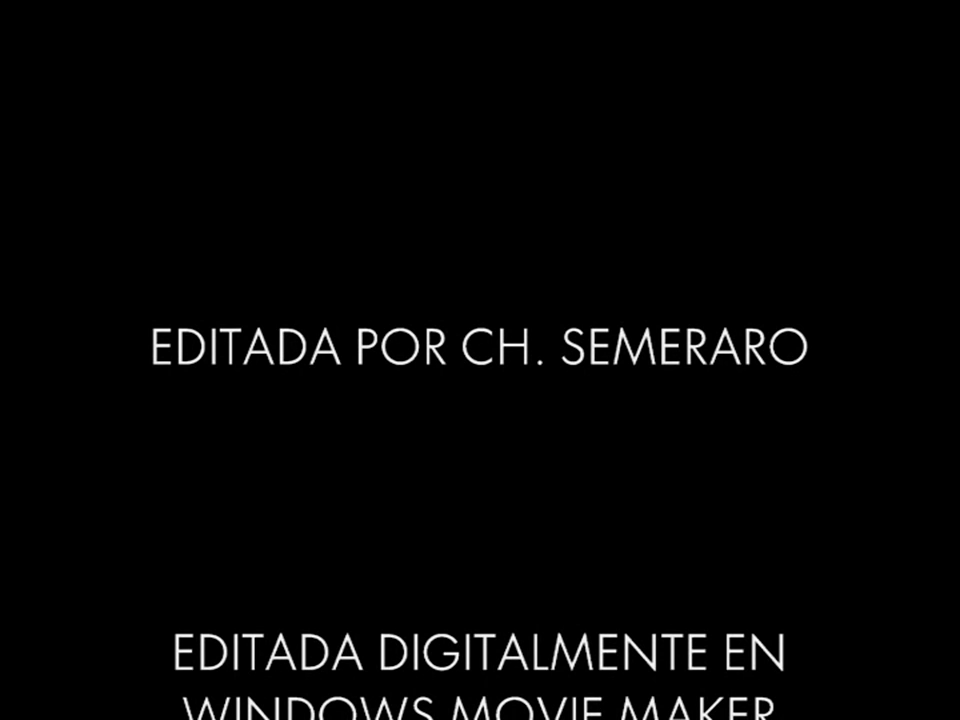 EDITADA POR CH. SEMERARO
EDITADA DIGITALMENTE EN
WINDOWS MOVIE MAKER